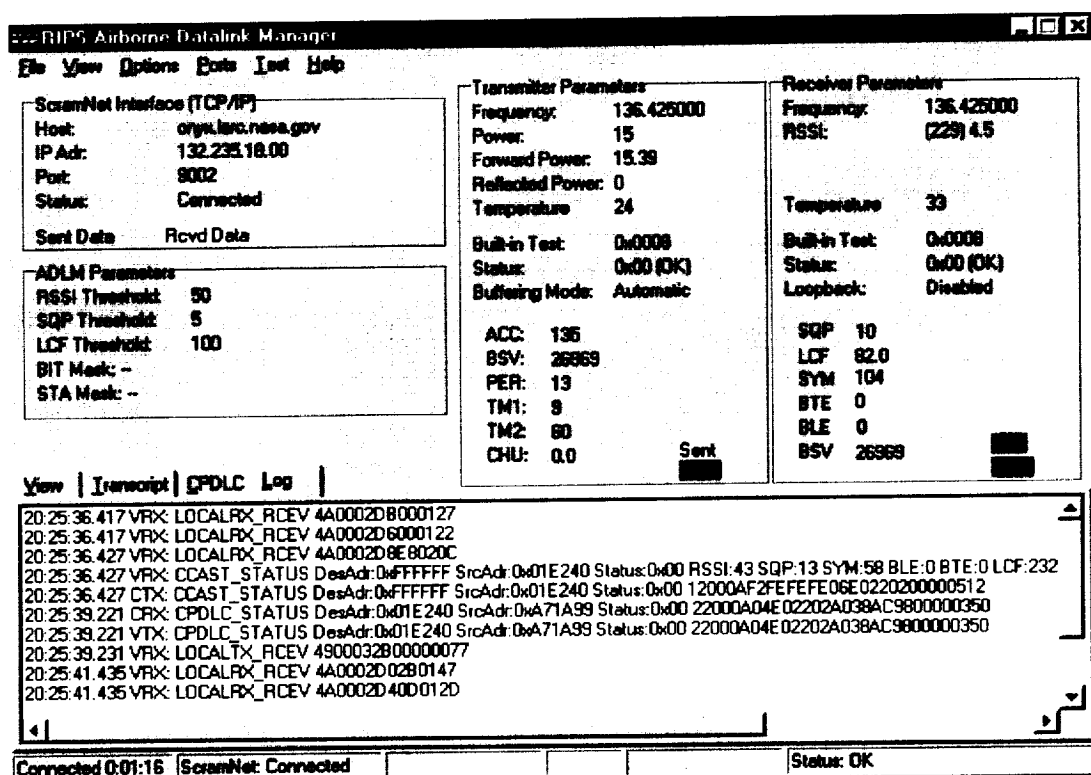 RIPS Airborne Datalink Manager
File View Options Ports Test Help
ScramNet Interface (TCP/IP)
Host: onyx.larc.nasa.gov
IP Adr: 132.235.18.00
Port: 9002
Status: Connected
Sent Data Rcvd Data
ADLM Parameters
RSSI Threshold: 50
SQP Threshold: 5
LCF Threshold: 100
BIT Mask: --
STA Mask: --
Transmitter Parameters
Frequency: 136.425000
Power: 15
Forward Power: 15.39
Reflected Power: 0
Temperature 24
Built-in Test: 0x0008
Status: 0x00 (OK)
Buffering Mode: Automatic
ACC: 135
BSV: 26969
PER: 13
TM1: 9
TM2: 60
CHU: 0.0
Sent
Receiver Parameters
Frequency: 136.425000
RSSI: (229) 4.5
Temperature 33
Built-in Test: 0x0008
Status: 0x00 (OK)
Loopback: Disabled
SQP 10
LCF 82.0
SYM 104
BTE 0
BLE 0
BSV 26969
View Transcript CPDLC Log
20:25:36.417 VRX: LOCALRX_RCEV 4A0002DB000127
20:25:36.417 VRX: LOCALRX_RCEV 4A0002D6000122
20:25:36.427 VRX: LOCALRX_RCEV 4A0002D8E8020C
20:25:36.427 VRX: CCAST_STATUS DesAdr:0xFFFFFF SrcAdr:0x01E240 Status:0x00 RSSI:43 SQP:13 SYM:58 BLE:0 BTE:0 LCF:232
20:25:36.427 CTX: CCAST_STATUS DesAdr:0xFFFFFF SrcAdr:0x01E240 Status:0x00 12000AF2FEFEFE06E0220200000512
20:25:39.221 CRX: CPDLC_STATUS DesAdr:0x01E240 SrcAdr:0xA71A99 Status:0x00 22000A04E02202A038AC9800000350
20:25:39.221 VTX: CPDLC_STATUS DesAdr:0x01E240 SrcAdr:0xA71A99 Status:0x00 22000A04E02202A038AC9800000350
20:25:39.231 VRX: LOCALTX_RCEV 4900032B00000077
20:25:41.435 VRX: LOCALRX_RCEV 4A0002D02B0147
20:25:41.435 VRX: LOCALRX_RCEV 4A0002D40D012D
Connected 0:01:16 ScramNet: Connected Status: OK